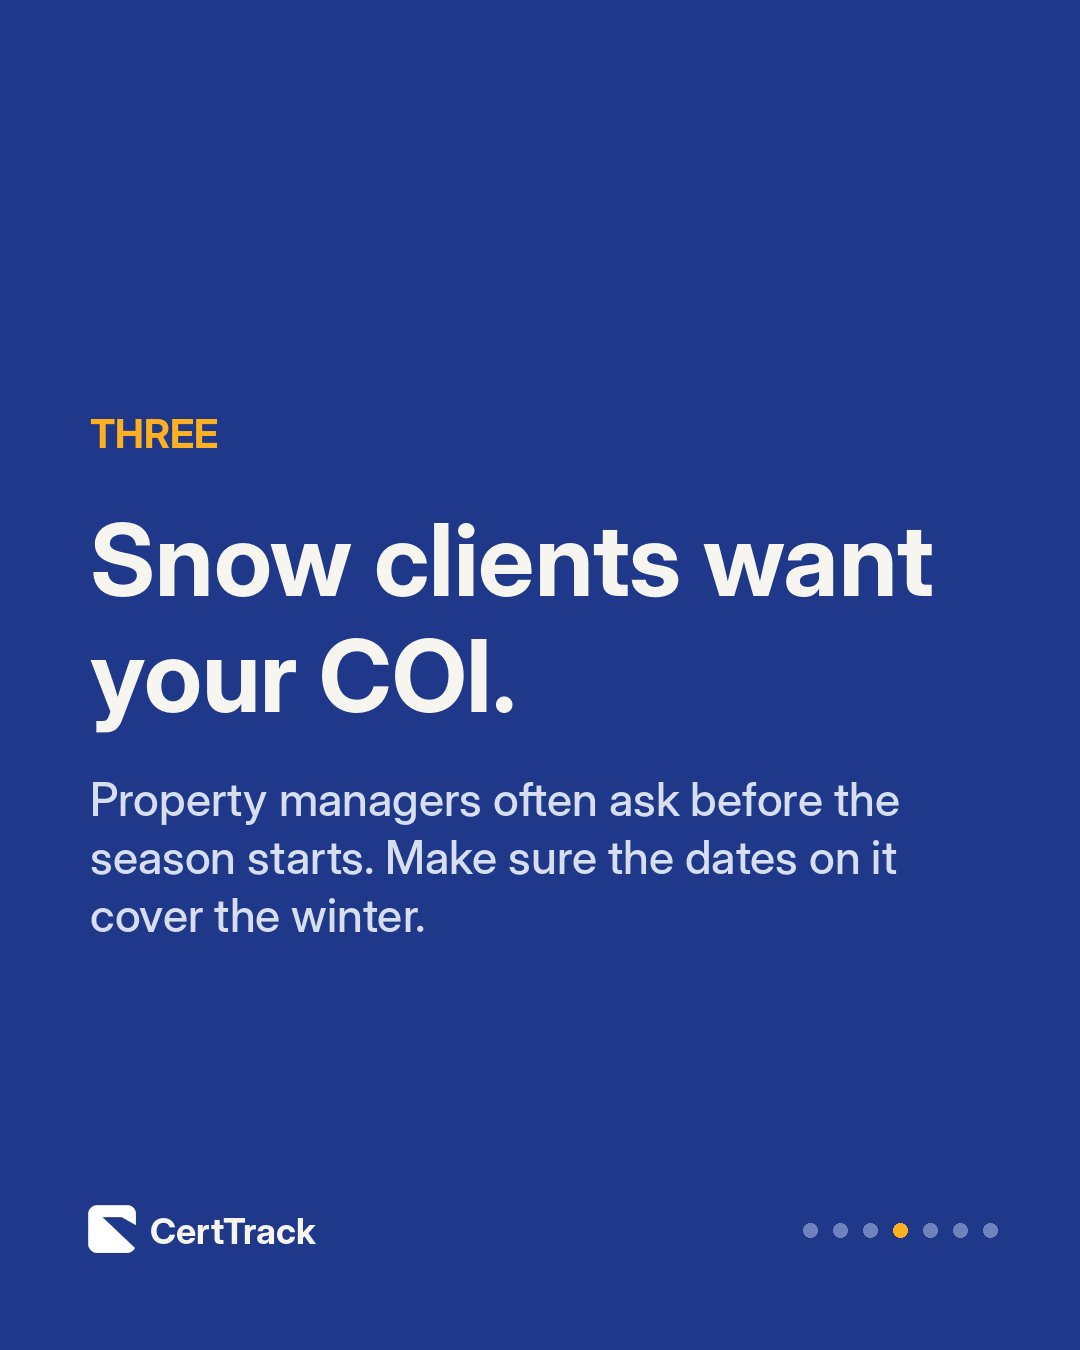 THREE
Snow clients want
your COI.
Property managers often ask before the
season starts. Make sure the dates on it
cover the winter.
CertTrack